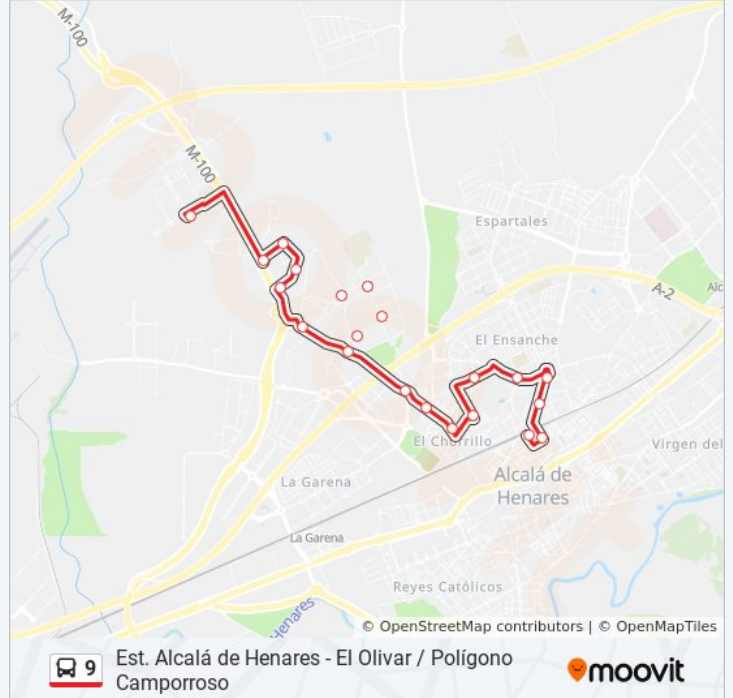 M-100
M-100
Espartales
A-2
Alc
El Ensanche
El Chorrillo
Virgen del
Alcalá de
Henares
La Garena
La Garena
Reyes Católicos
Henares
© OpenStreetMap contributors | © OpenMapTiles
9
Est. Alcalá de Henares - El Olivar / Polígono
Camporroso
moovit